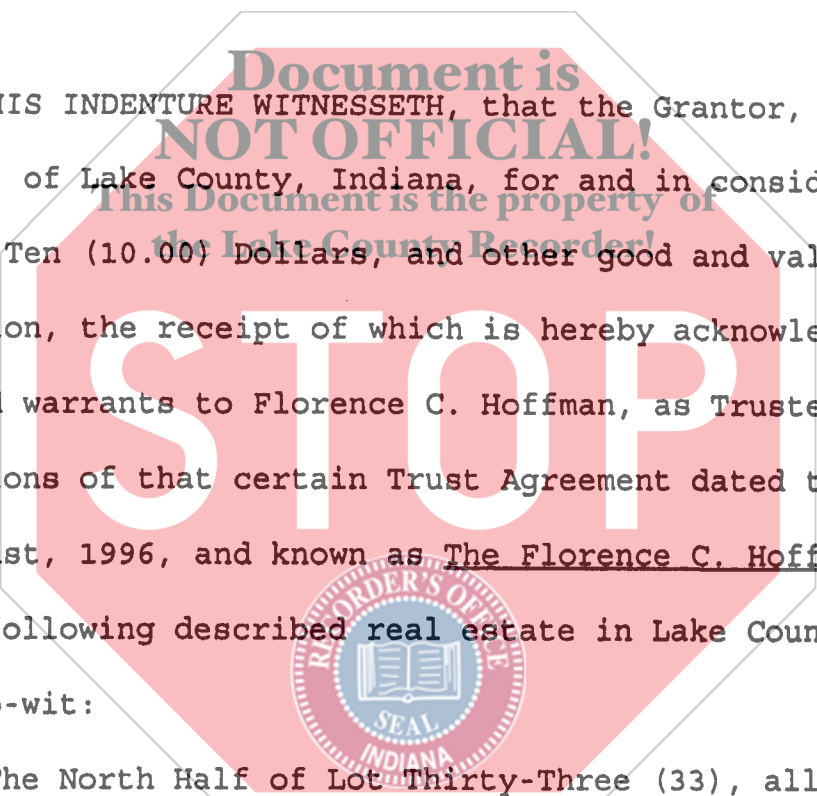 Document is
HIS INDENTURE WITNESSETH, that the Grantor,
NOT OFFICIAL!
of Lake County, Indiana, for and in consid
This Document is the property of
the Lake County Recorder!
Ten (10.00) Dollars, and other good and val
on, the receipt of which is hereby acknowle
warrants to Florence C. Hoffman, as Truste
ons of that certain Trust Agreement dated t
st, 1996, and known as The Florence C. Hoff
STOP
ollowing described real estate in Lake Coun
-wit:
RECORDER'S OFFICE
SEAL
INDIANA
The North Half of Lot Thirty-Three (33), all